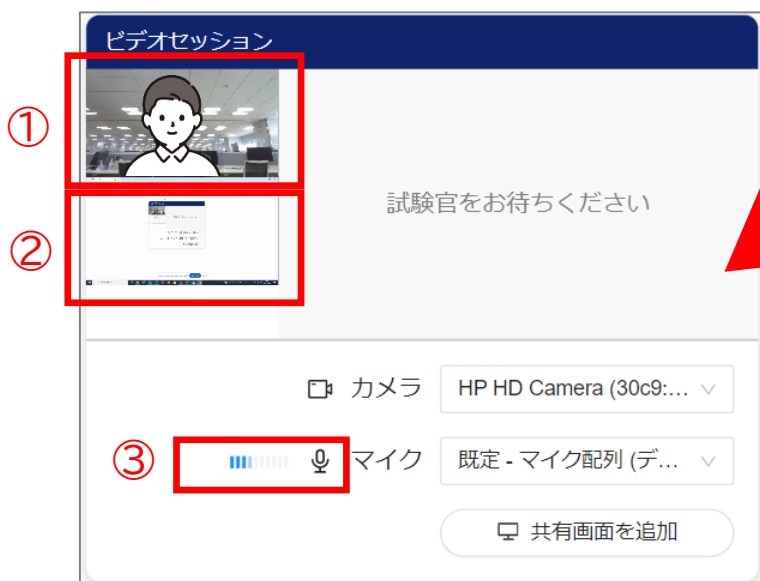 ビデオセッション
①
②
試験官をお待ちください
カメラ
HP HD Camera (30c9:…
③
マイク
既定 - マイク配列 (デ…
共有画面を追加